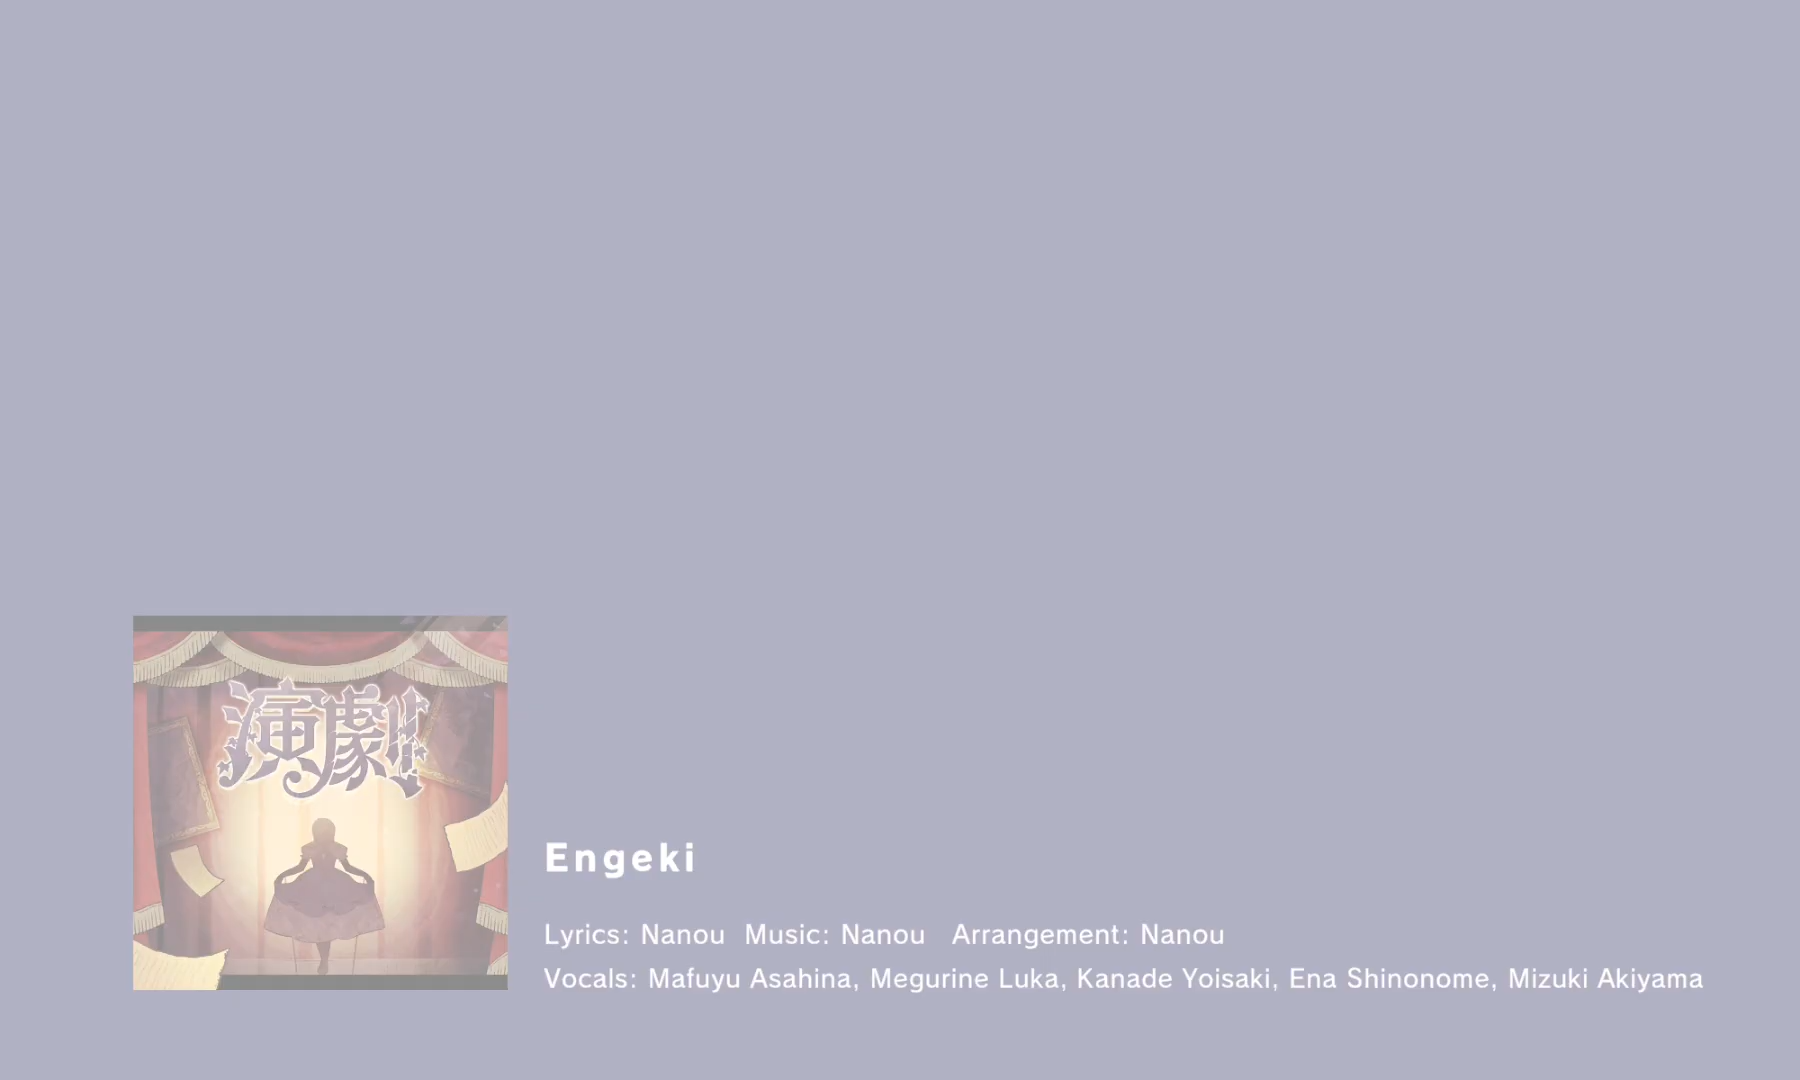 演劇
Engeki
Lyrics: Nanou Music: Nanou Arrangement: Nanou
Vocals: Mafuyu Asahina, Megurine Luka, Kanade Yoisaki, Ena Shinonome, Mizuki Akiyama